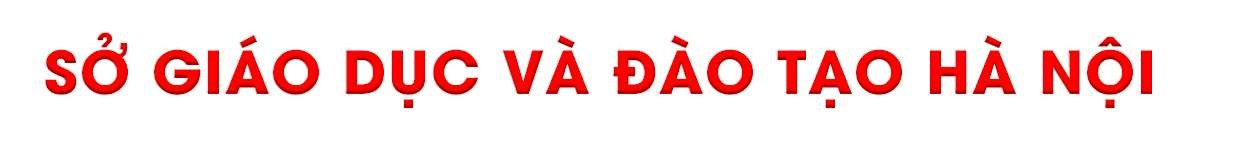 SỞ GIÁO DỤC VÀ ĐÀO TẠO HÀ NỘI